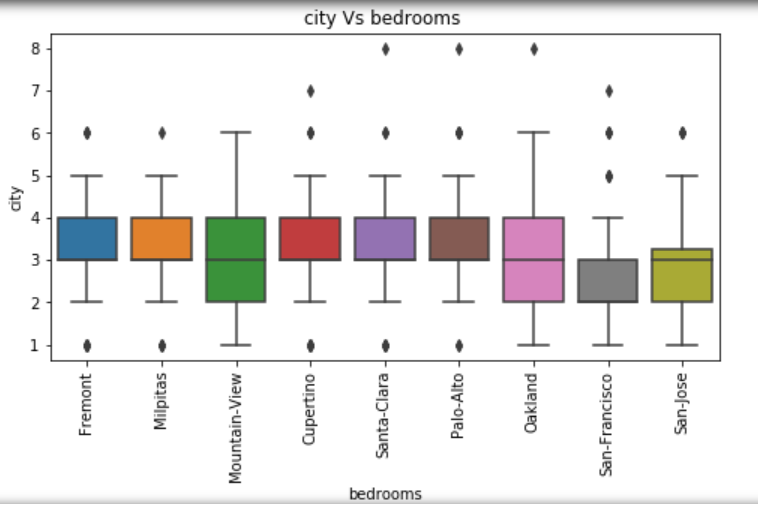 city Vs bedrooms
8
7
6
5
4
3
2
1
city
Fremont
Milpitas
Mountain-View
Cupertino
Santa-Clara
Palo-Alto
Oakland
San-Francisco
San-Jose
bedrooms